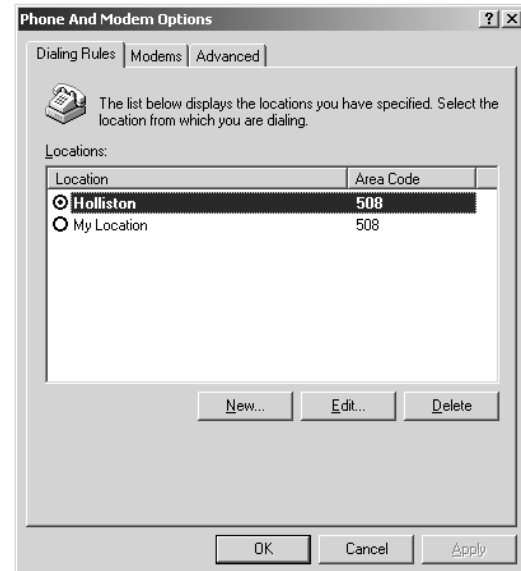 Phone And Modem Options ? ×
Dialing Rules Modems Advanced
The list below displays the locations you have specified. Select the
location from which you are dialing.
Locations:
Location Area Code
Holliston 508
My Location 508
New... Edit... Delete
OK Cancel Apply